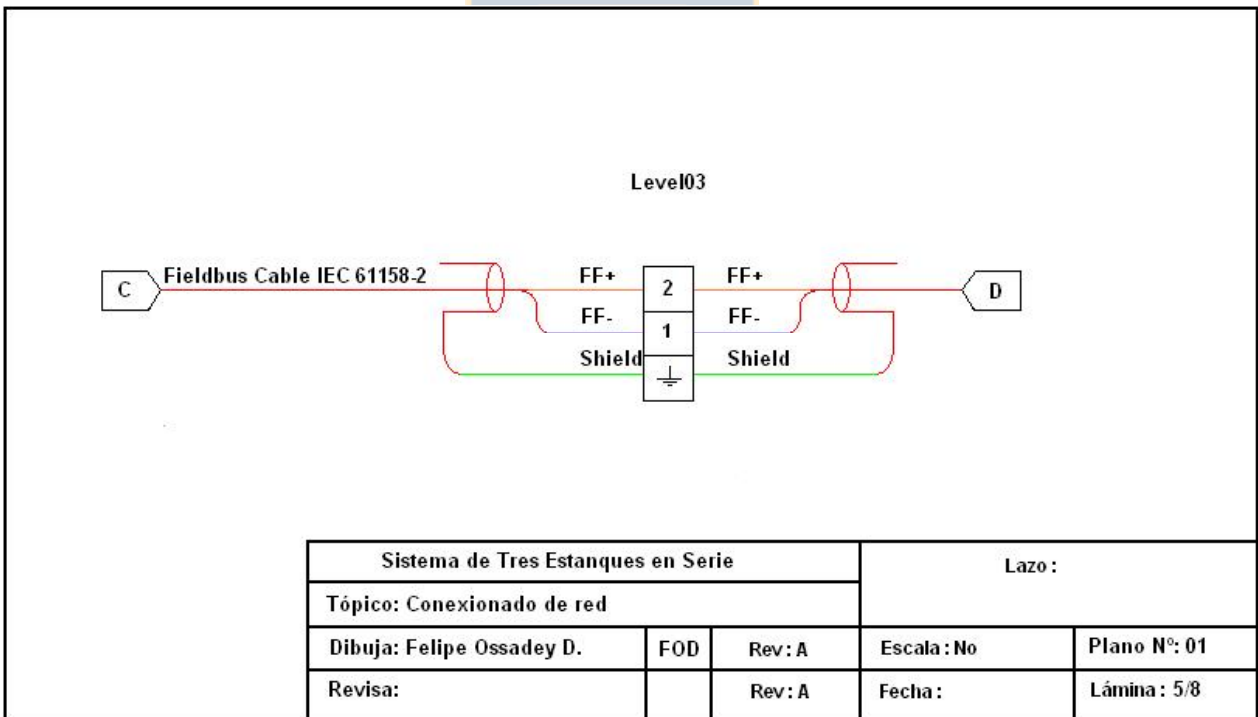 Level03
C
Fieldbus Cable IEC 61158-2
FF+
2
FF+
D
FF-
1
FF-
Shield
Shield
Sistema de Tres Estanques en Serie
Lazo :
Tópico: Conexionado de red
Dibuja: Felipe Ossadey D.
FOD
Rev : A
Escala : No
Plano Nº: 01
Revisa:
Rev : A
Fecha :
Lámina : 5/8